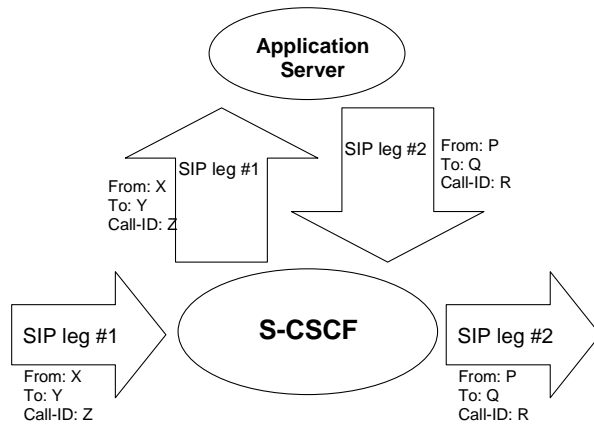 Application
Server
SIP leg #1
From: X
To: Y
Call-ID: Z
SIP leg #2
From: P
To: Q
Call-ID: R
SIP leg #1
From: X
To: Y
Call-ID: Z
S-CSCF
SIP leg #2
From: P
To: Q
Call-ID: R